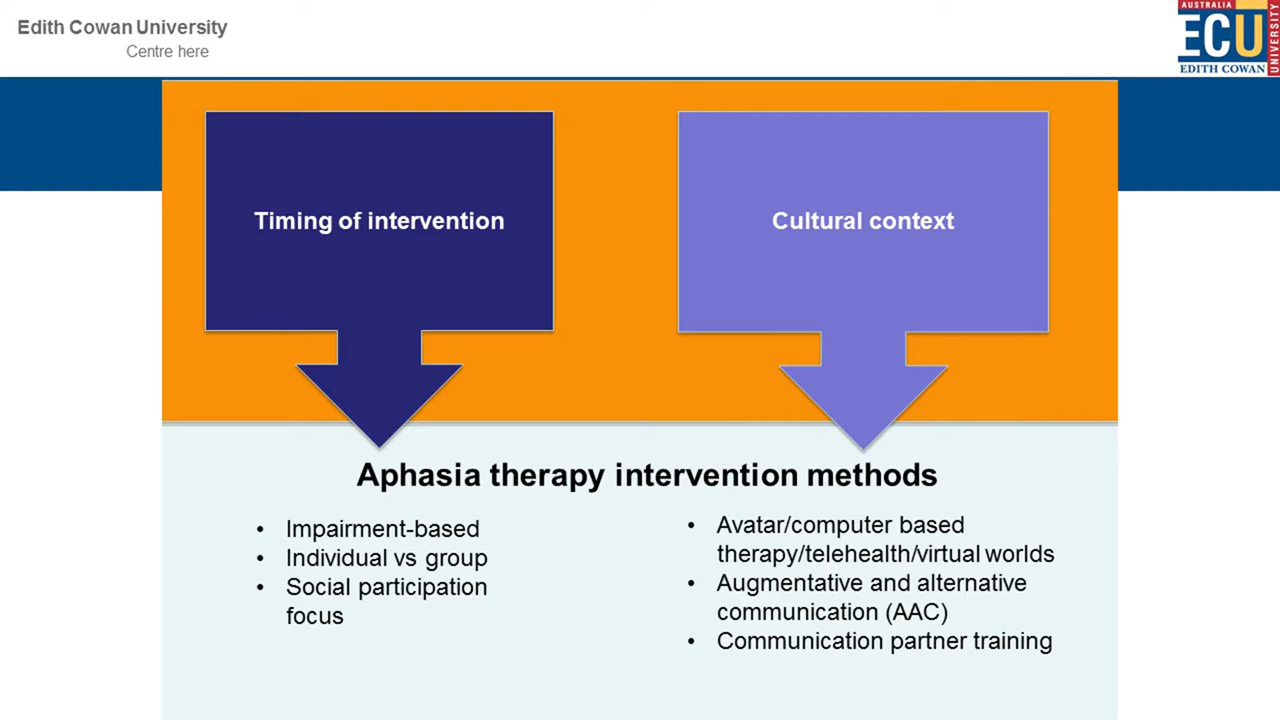 Edith Cowan University
Centre here
AUSTRALIA
ECU
EDITH COWAN
UNIVERSITY
Timing of intervention
Cultural context
Aphasia therapy intervention methods
• Impairment-based
• Individual vs group
• Social participation
focus
• Avatar/computer based
therapy/telehealth/virtual worlds
• Augmentative and alternative
communication (AAC)
• Communication partner training